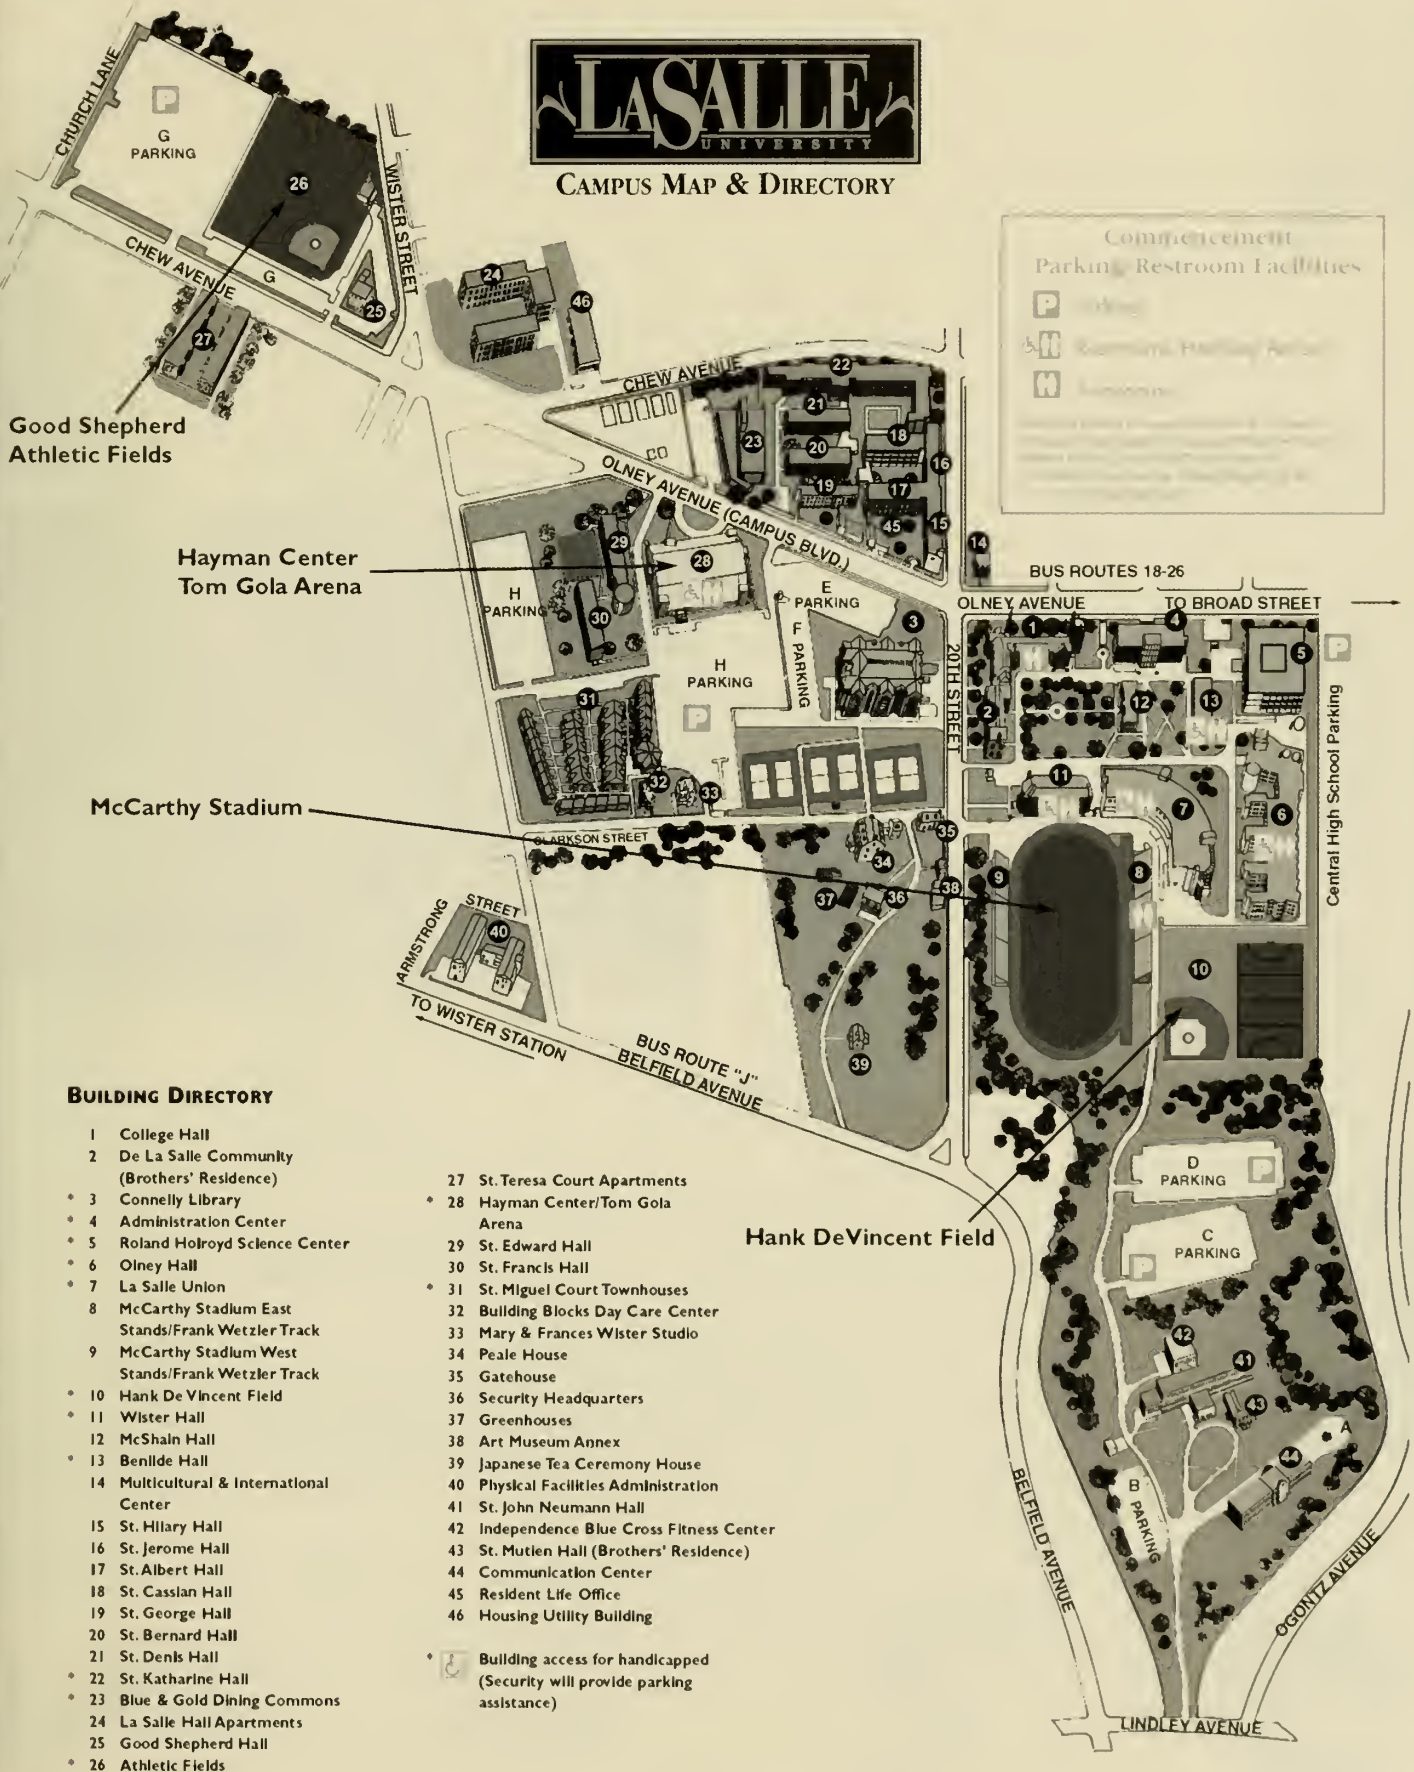 LASALLE
UNIVERSITY
CAMPUS MAP & DIRECTORY
Commencement
Parking/Restroom Facilities
P
CHURCH LANE
P
G
PARKING
26
WISTER STREET
CHEW AVENUE
G
25
27
24
46
Good Shepherd
Athletic Fields
CHEW AVENUE
22
21
23
20
18
16
19
17
45
15
14
OLNEY AVENUE (CAMPUS BLVD.)
Hayman Center
Tom Gola Arena
29
28
30
H
PARKING
E
PARKING
F PARKING
3
H
PARKING
P
BUS ROUTES 18-26
OLNEY AVENUE
TO BROAD STREET
20TH STREET
1
4
5
P
2
12
13
Central High School Parking
31
32
33
11
7
6
McCarthy Stadium
CLARKSON STREET
35
34
9
8
37
36
38
ARMSTRONG
STREET
40
10
TO WISTER STATION
BUS ROUTE "J"
BELFIELD AVENUE
39
D
PARKING
P
Hank DeVincent Field
C
PARKING
P
42
41
43
A
44
B
PARKING
BELFIELD AVENUE
OGONTZ AVENUE
LINDLEY AVENUE
BUILDING DIRECTORY
1 College Hall
2 De La Salle Community
(Brothers' Residence)
* 3 Connelly Library
* 4 Administration Center
* 5 Roland Holroyd Science Center
* 6 Olney Hall
* 7 La Salle Union
8 McCarthy Stadium East
Stands/Frank Wetzler Track
9 McCarthy Stadium West
Stands/Frank Wetzler Track
* 10 Hank DeVincent Field
* 11 Wister Hall
12 McShain Hall
* 13 Benilde Hall
14 Multicultural & International
Center
15 St. Hilary Hall
16 St. Jerome Hall
17 St. Albert Hall
18 St. Cassian Hall
19 St. George Hall
20 St. Bernard Hall
21 St. Denis Hall
* 22 St. Katharine Hall
* 23 Blue & Gold Dining Commons
24 La Salle Hall Apartments
25 Good Shepherd Hall
* 26 Athletic Fields
27 St. Teresa Court Apartments
* 28 Hayman Center/Tom Gola
Arena
29 St. Edward Hall
30 St. Francis Hall
* 31 St. Miguel Court Townhouses
32 Building Blocks Day Care Center
33 Mary & Frances Wister Studio
34 Peale House
35 Gatehouse
36 Security Headquarters
37 Greenhouses
38 Art Museum Annex
39 Japanese Tea Ceremony House
40 Physical Facilities Administration
41 St. John Neumann Hall
42 Independence Blue Cross Fitness Center
43 St. Mutien Hall (Brothers' Residence)
44 Communication Center
45 Resident Life Office
46 Housing Utility Building
* Building access for handicapped
(Security will provide parking
assistance)